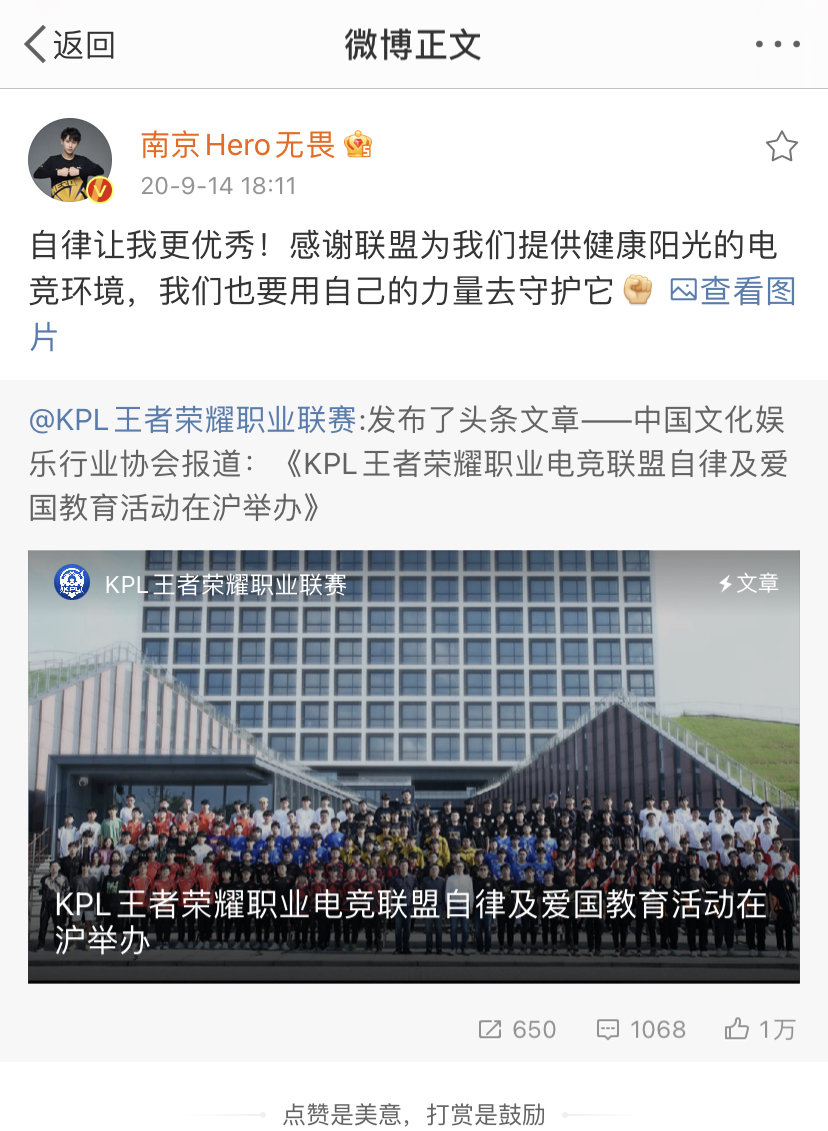 返回
微博正文
南京Hero无畏
20-9-14 18:11
自律让我更优秀！感谢联盟为我们提供健康阳光的电
竞环境，我们也要用自己的力量去守护它 查看图
片
@KPL王者荣耀职业联赛:发布了头条文章——中国文化娱
乐行业协会报道：《KPL王者荣耀职业电竞联盟自律及爱
国教育活动在沪举办》
KPL王者荣耀职业联赛
文章
KPL王者荣耀职业电竞联盟自律及爱国教育活动在
沪举办
650 1068 1万
点赞是美意，打赏是鼓励